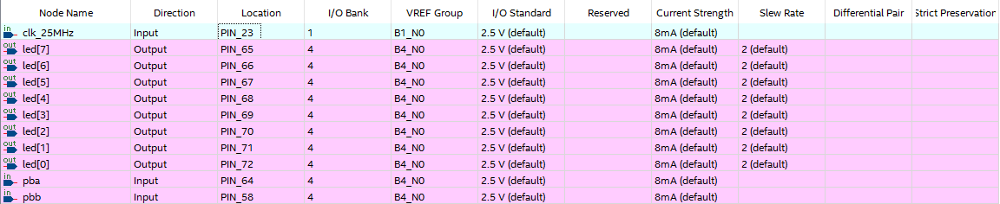 Node Name Direction Location I/O Bank VREF Group I/O Standard Reserved Current Strength Slew Rate Differential Pair Strict Preservation
in clk_25MHz Input PIN_23 1 B1_N0 2.5 V (default) 8mA (default)
out led[7] Output PIN_65 4 B4_N0 2.5 V (default) 8mA (default) 2 (default)
out led[6] Output PIN_66 4 B4_N0 2.5 V (default) 8mA (default) 2 (default)
out led[5] Output PIN_67 4 B4_N0 2.5 V (default) 8mA (default) 2 (default)
out led[4] Output PIN_68 4 B4_N0 2.5 V (default) 8mA (default) 2 (default)
out led[3] Output PIN_69 4 B4_N0 2.5 V (default) 8mA (default) 2 (default)
out led[2] Output PIN_70 4 B4_N0 2.5 V (default) 8mA (default) 2 (default)
out led[1] Output PIN_71 4 B4_N0 2.5 V (default) 8mA (default) 2 (default)
out led[0] Output PIN_72 4 B4_N0 2.5 V (default) 8mA (default) 2 (default)
in pba Input PIN_64 4 B4_N0 2.5 V (default) 8mA (default)
in pbb Input PIN_58 4 B4_N0 2.5 V (default) 8mA (default)